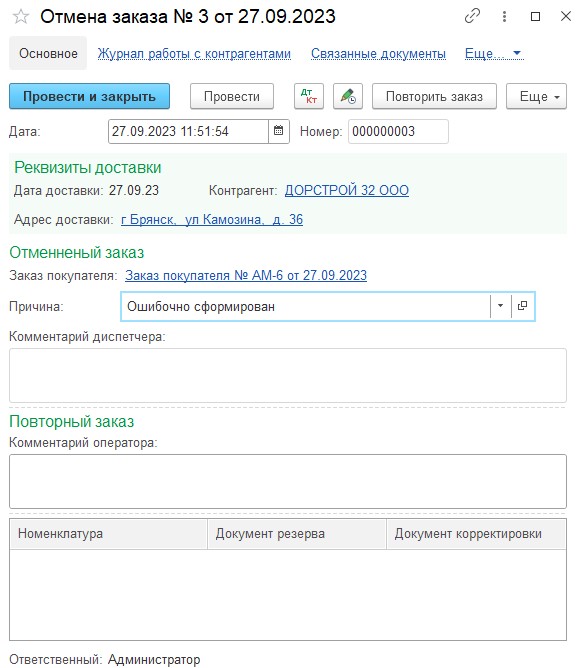 Отмена заказа № 3 от 27.09.2023
Основное Журнал работы с контрагентами Связанные документы Еще...
Провести и закрыть Провести Дт Кт Повторить заказ Еще
Дата: 27.09.2023 11:51:54 Номер: 000000003
Реквизиты доставки
Дата доставки: 27.09.23 Контрагент: ДОРСТРОЙ 32 ООО
Адрес доставки: г Брянск, ул Камозина, д. 36
Отменненый заказ
Заказ покупателя: Заказ покупателя № АМ-6 от 27.09.2023
Причина: Ошибочно сформирован
Комментарий диспетчера:
Повторный заказ
Комментарий оператора:
Номенклатура Документ резерва Документ корректировки
Ответственный: Администратор